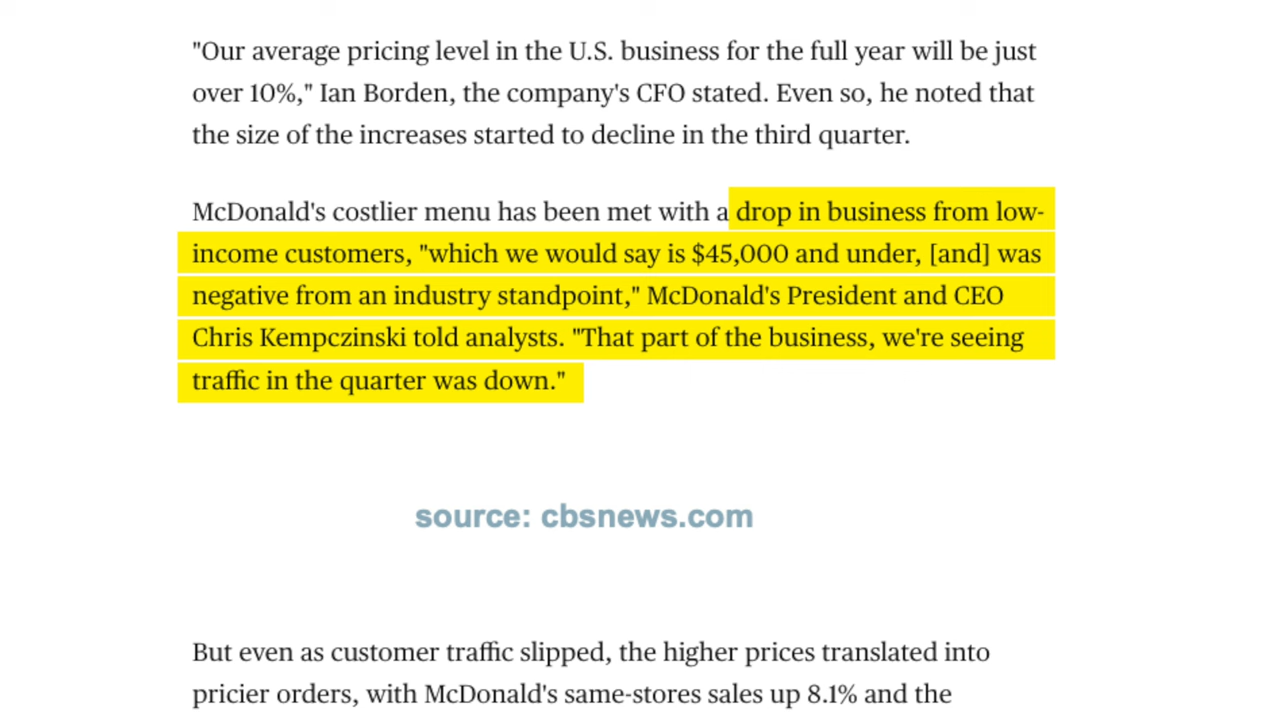 "Our average pricing level in the U.S. business for the full year will be just
over 10%," Ian Borden, the company's CFO stated. Even so, he noted that
the size of the increases started to decline in the third quarter.
McDonald's costlier menu has been met with a drop in business from low-
income customers, "which we would say is $45,000 and under, [and] was
negative from an industry standpoint," McDonald's President and CEO
Chris Kempczinski told analysts. "That part of the business, we're seeing
traffic in the quarter was down."
source: cbsnews.com
But even as customer traffic slipped, the higher prices translated into
pricier orders, with McDonald's same-stores sales up 8.1% and the